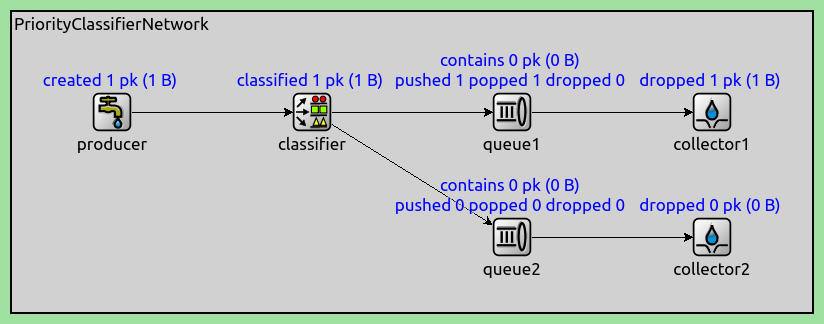 PriorityClassifierNetwork
created 1 pk (1 B)
producer
classified 1 pk (1 B)
classifier
contains 0 pk (0 B)
pushed 1 popped 1 dropped 0
queue1
dropped 1 pk (1 B)
collector1
contains 0 pk (0 B)
pushed 0 popped 0 dropped 0
queue2
dropped 0 pk (0 B)
collector2